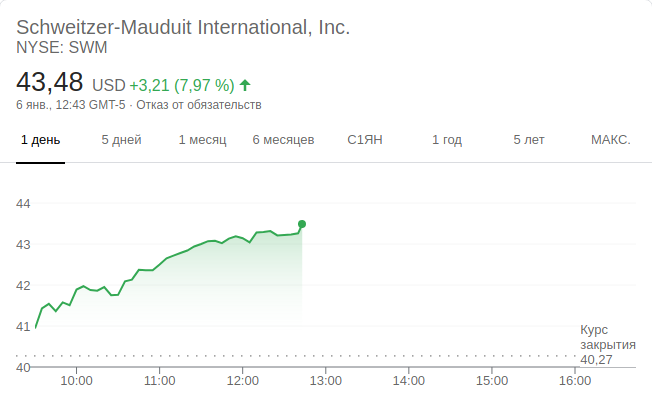 Schweitzer-Mauduit International, Inc.
NYSE: SWM
43,48 USD +3,21 (7,97 %)
6 янв., 12:43 GMT-5 · Отказ от обязательств
1 день 5 дней 1 месяц 6 месяцев С1ЯН 1 год 5 лет МАКС.
44
43
42
41
40
Курс
закрытия
40,27
10:00 11:00 12:00 13:00 14:00 15:00 16:00